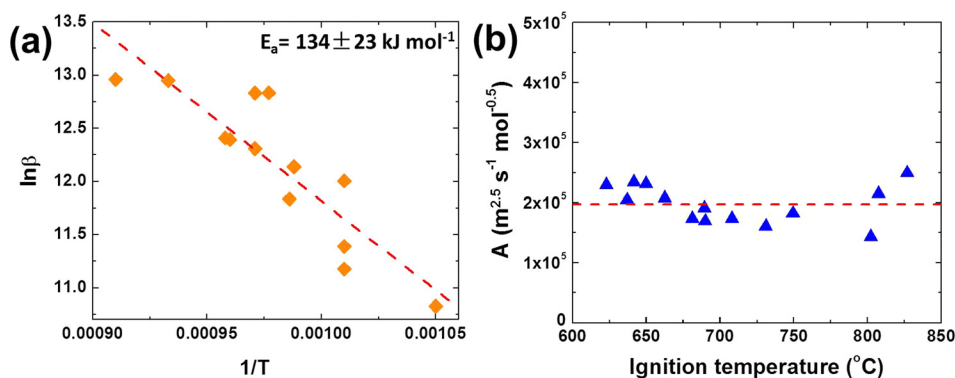 (a)
Eₐ= 134±23 kJ mol⁻¹
13.5
13.0
12.5
12.0
11.5
11.0
lnβ
0.00090 0.00095 0.00100 0.00105
1/T
(b)
5x10⁵
4x10⁵
3x10⁵
2x10⁵
1x10⁵
0
A (m²·⁵ s⁻¹ mol⁻⁰·⁵)
600 650 700 750 800 850
Ignition temperature (°C)